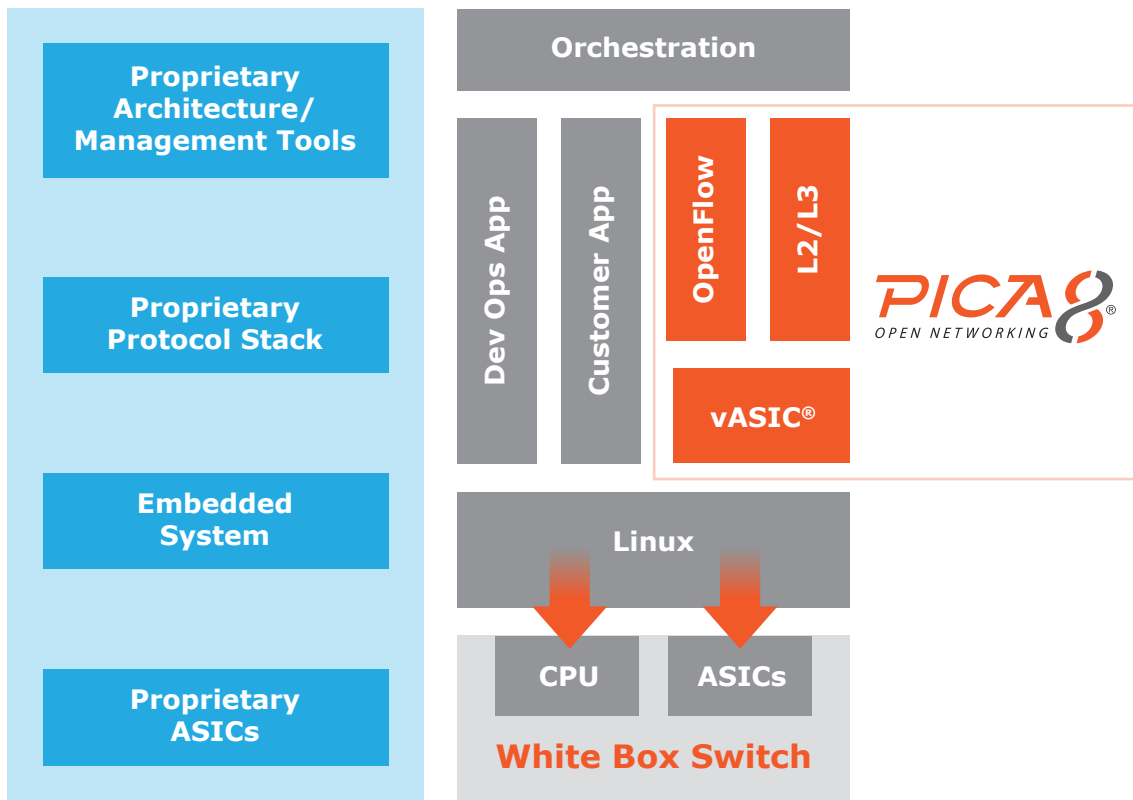 Proprietary
Architecture/
Management Tools
Proprietary
Protocol Stack
Embedded
System
Proprietary
ASICs
Orchestration
Dev Ops App
Customer App
OpenFlow
L2/L3
vASIC®
PICA8®
OPEN NETWORKING
Linux
CPU
ASICs
White Box Switch